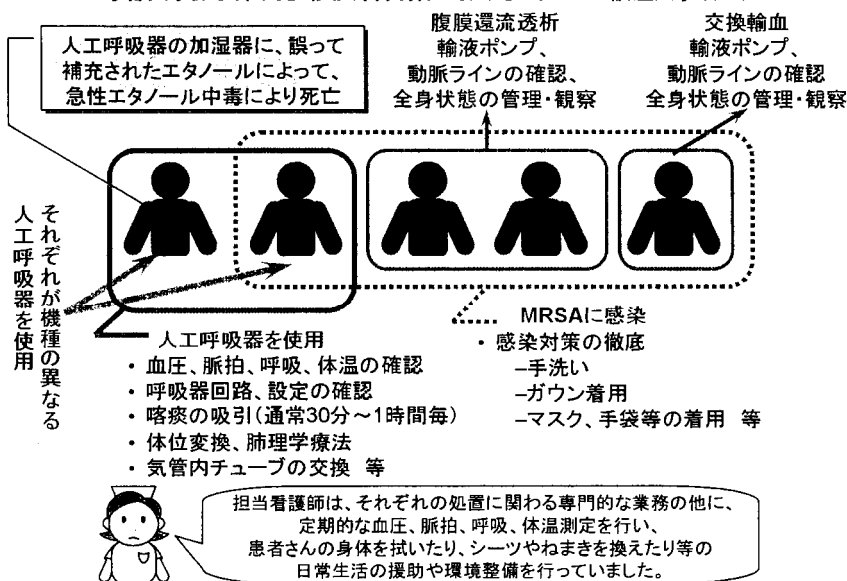 人工呼吸器の加湿器に、誤って
補充されたエタノールによって、
急性エタノール中毒により死亡
腹膜還流透析
輸液ポンプ、
動脈ラインの確認、
全身状態の管理・観察
交換輸血
輸液ポンプ、
動脈ラインの確認
全身状態の管理・観察
それぞれが機種の異なる
人工呼吸器を使用
人工呼吸器を使用
・ 血圧、脈拍、呼吸、体温の確認
・ 呼吸器回路、設定の確認
・ 喀痰の吸引(通常30分～1時間毎)
・ 体位変換、肺理学療法
・ 気管内チューブの交換 等
MRSAに感染
・ 感染対策の徹底
–手洗い
–ガウン着用
–マスク、手袋等の着用 等
担当看護師は、それぞれの処置に関わる専門的な業務の他に、
定期的な血圧、脈拍、呼吸、体温測定を行い、
患者さんの身体を拭いたり、シーツやねまきを換えたり等の
日常生活の援助や環境整備を行っていました。